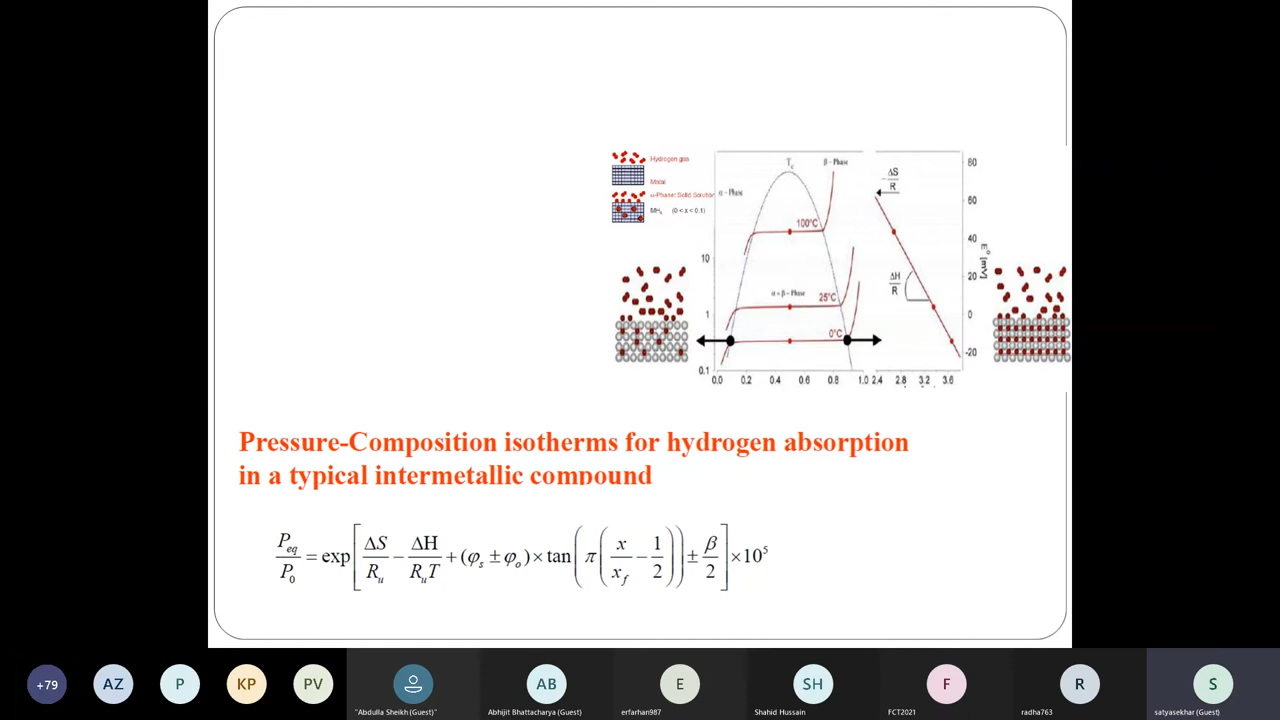 Hydrogen gas
Metal
α-Phase: Solid Solution
MHx (0 < x < 0.1)
Tc
β-Phase
α-Phase
100°C
α+β-Phase
25°C
0°C
10
1
0.1
0.0 0.2 0.4 0.6 0.8 1.0
-ΔS
R
ΔH
R
80
60
40
20
0
-20
E° [mV]
2.4 2.8 3.2 3.6
Pressure-Composition isotherms for hydrogen absorption
in a typical intermetallic compound
P_eq/P_0 = exp[ΔS/R_u − ΔH/(R_u T) + (φ_s ± φ_o) × tan(π(x/x_f − 1/2)) ± β/2] × 10^5
+79 AZ P KP PV AB E SH F R S
"Abdulla Sheikh (Guest)" Abhijit Bhattacharya (Guest) erfarhan987 Shahid Hussain FCT2021 radha763 satyasekhar (Guest)